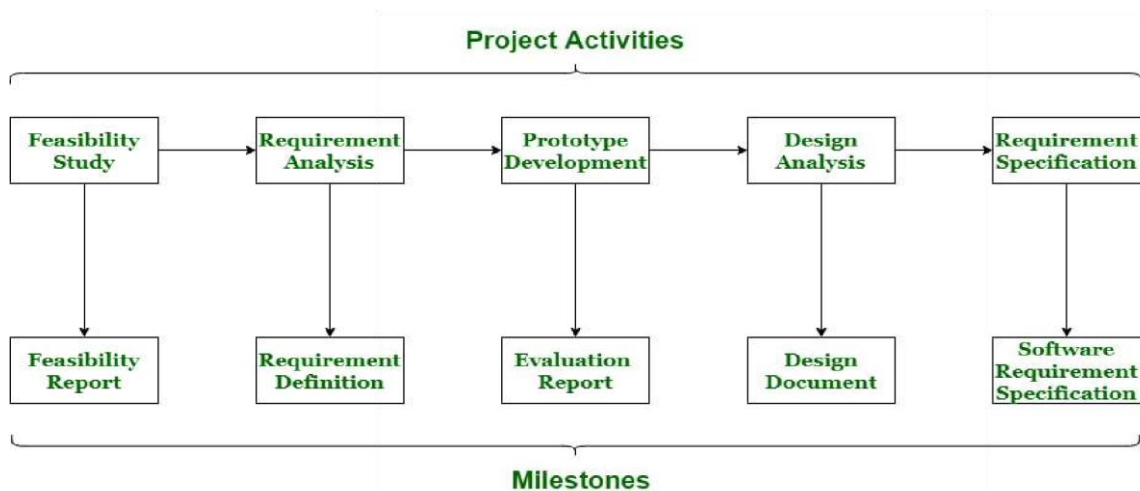 Project Activities
Feasibility
Study
Requirement
Analysis
Prototype
Development
Design
Analysis
Requirement
Specification
Feasibility
Report
Requirement
Definition
Evaluation
Report
Design
Document
Software
Requirement
Specification
Milestones